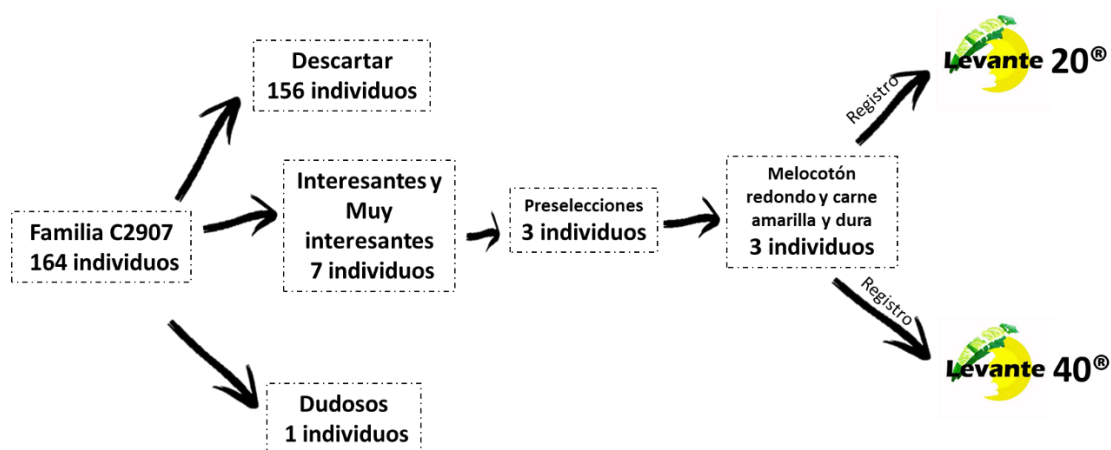 Descartar
156 individuos
Familia C2907
164 individuos
Interesantes y
Muy
interesantes
7 individuos
Preselecciones
3 individuos
Melocotón
redondo y carne
amarilla y dura
3 individuos
Registro
Levante 20®
Registro
Levante 40®
Dudosos
1 individuos